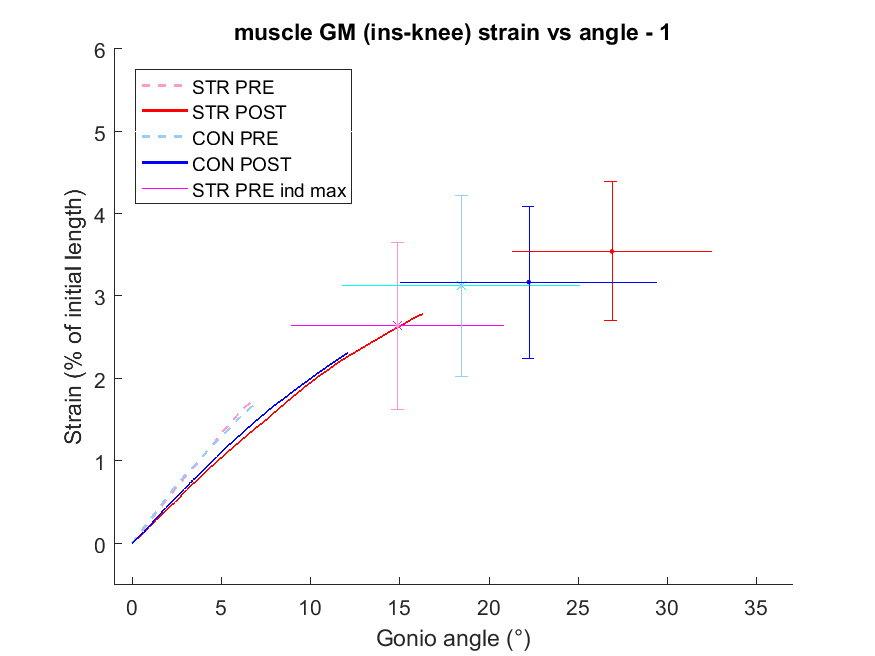 muscle GM (ins-knee) strain vs angle - 1
6
5
4
3
2
1
0
Strain (% of initial length)
STR PRE
STR POST
CON PRE
CON POST
STR PRE ind max
0 5 10 15 20 25 30 35
Gonio angle (°)